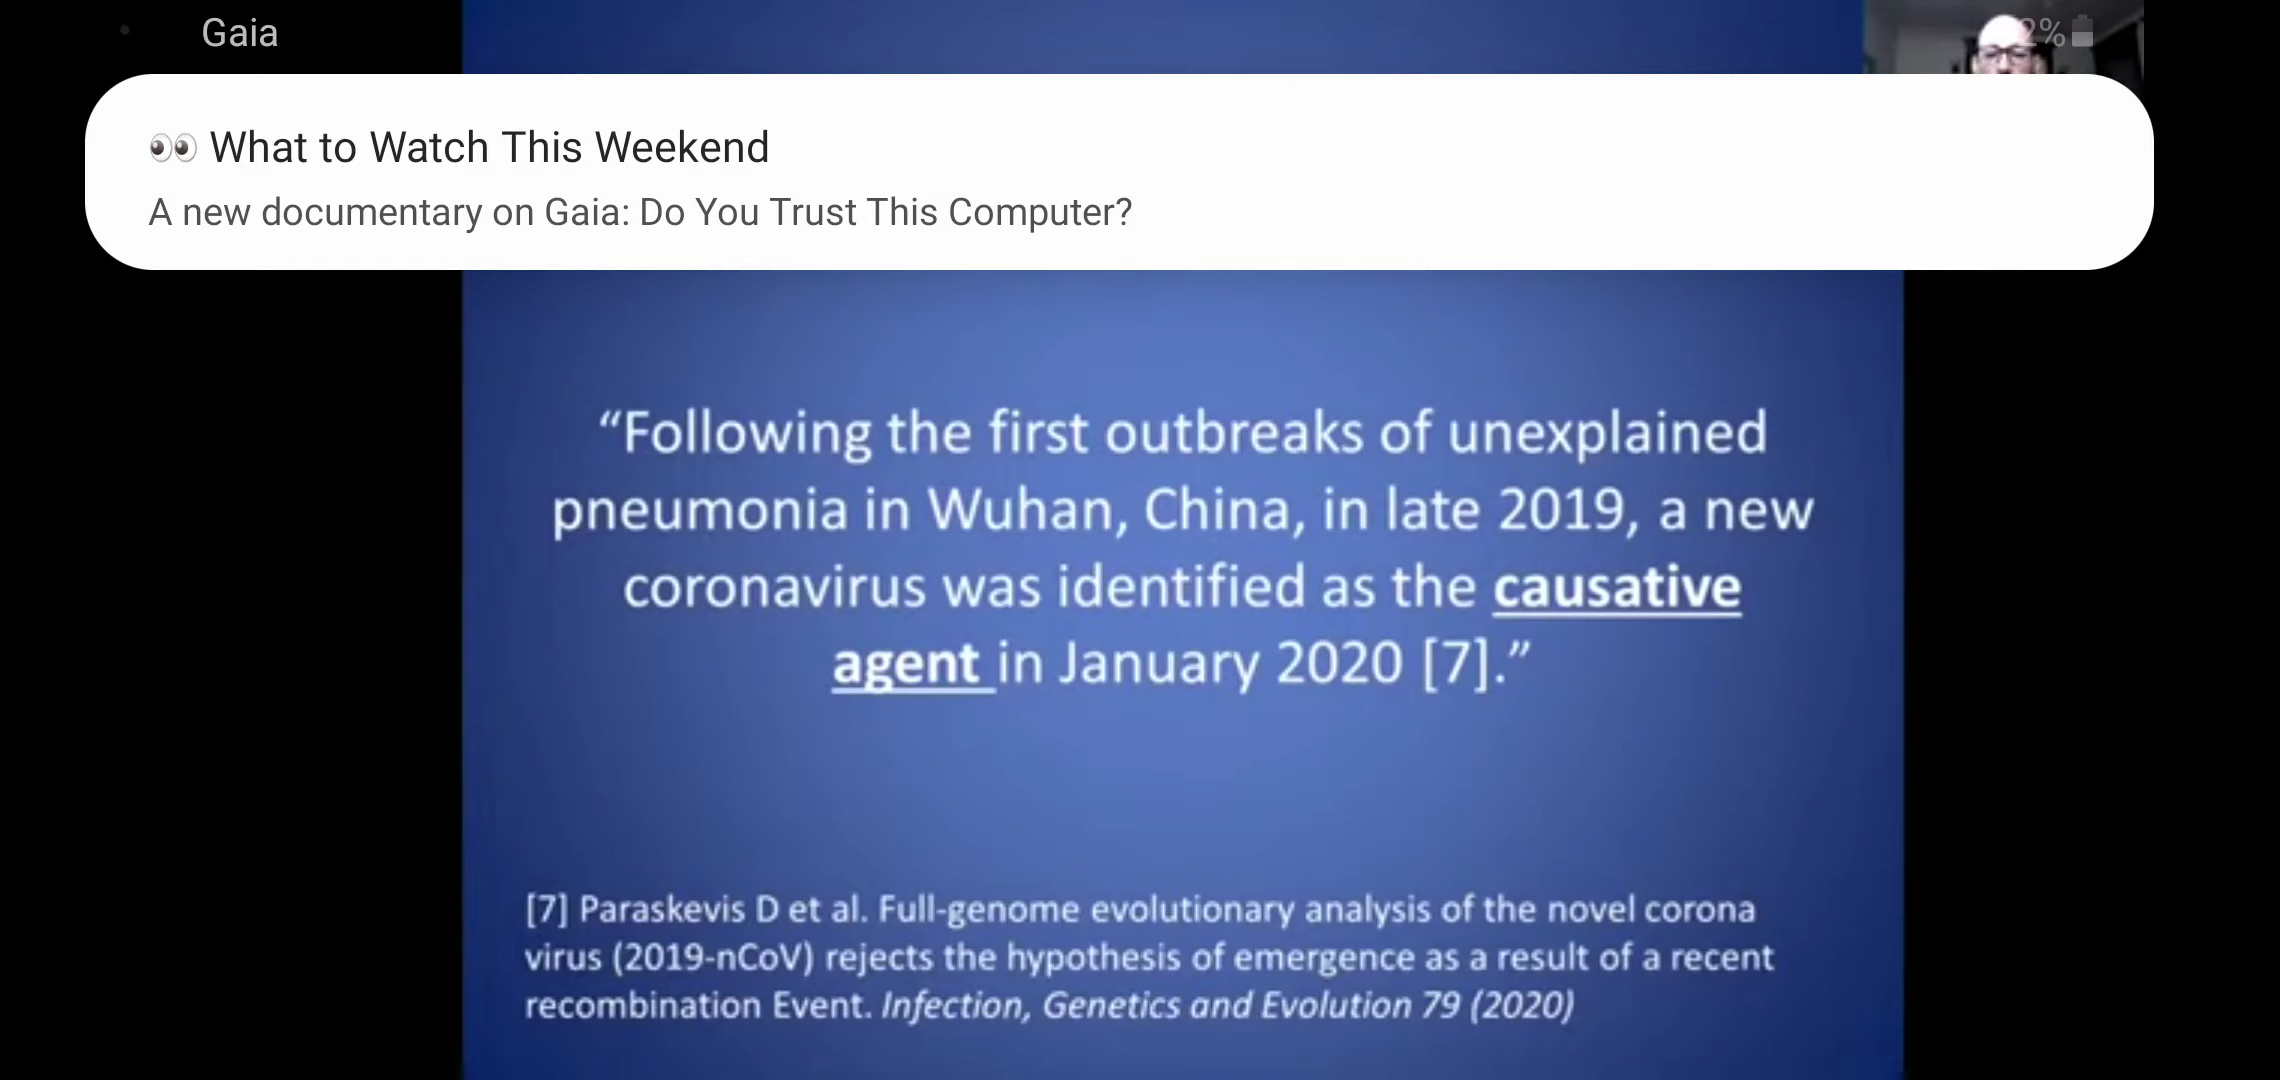 Gaia
2%
👀 What to Watch This Weekend
A new documentary on Gaia: Do You Trust This Computer?
“Following the first outbreaks of unexplained
pneumonia in Wuhan, China, in late 2019, a new
coronavirus was identified as the causative
agent in January 2020 [7].”
[7] Paraskevis D et al. Full-genome evolutionary analysis of the novel corona
virus (2019-nCoV) rejects the hypothesis of emergence as a result of a recent
recombination Event. Infection, Genetics and Evolution 79 (2020)